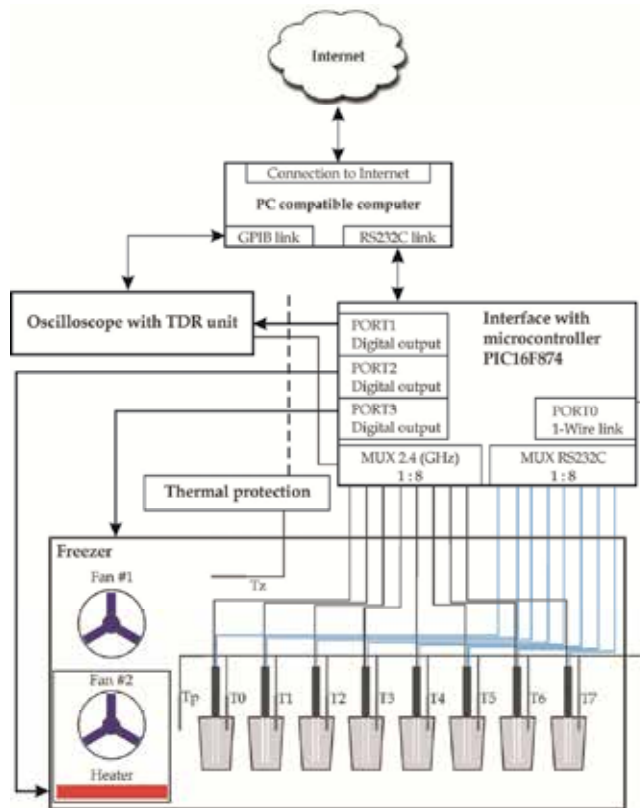 Internet
Connection to Internet
PC compatible computer
GPIB link
RS232C link
Oscilloscope with TDR unit
PORT1
Digital output
Interface with
microcontroller
PIC16F874
PORT2
Digital output
PORT3
Digital output
PORT0
1-Wire link
MUX 2.4 (GHz)
1 : 8
MUX RS232C
1 : 8
Thermal protection
Freezer
Fan #1
Tz
Fan #2
Tp
T0
T1
T2
T3
T4
T5
T6
T7
Heater